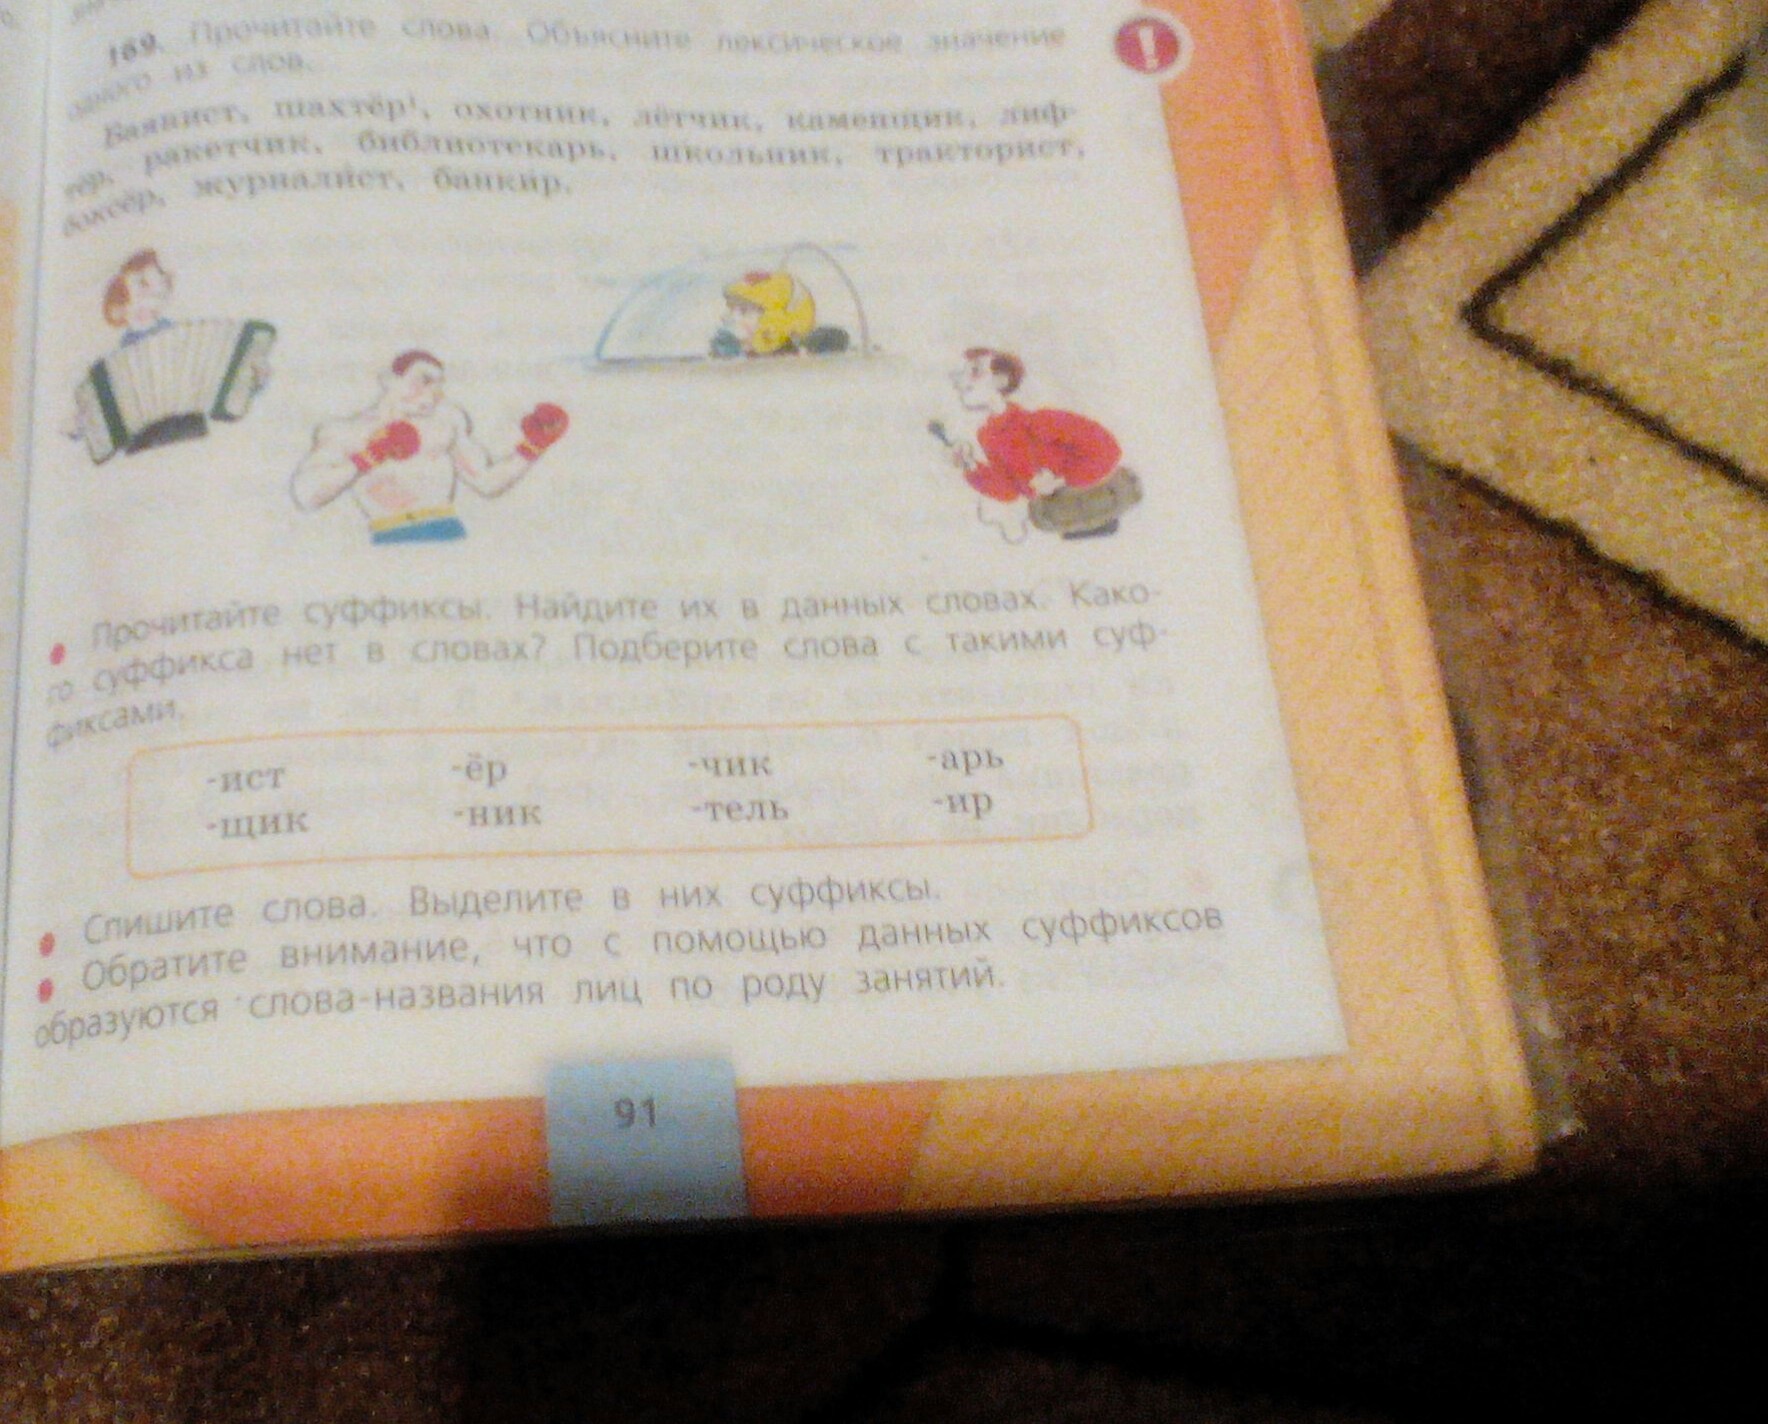 169. Прочитайте слова. Объясните лексическое значение
одного из слов.
Баянист, шахтёр¹, охотник, лётчик, каменщик, лиф-
тёр, ракетчик, библиотекарь, школьник, тракторист,
боксёр, журналист, банкир.
!
• Прочитайте суффиксы. Найдите их в данных словах. Како-
го суффикса нет в словах? Подберите слова с такими суф-
фиксами.
-ист -ёр -чик -арь
-щик -ник -тель -ир
• Спишите слова. Выделите в них суффиксы.
• Обратите внимание, что с помощью данных суффиксов
образуются слова-названия лиц по роду занятий.
91